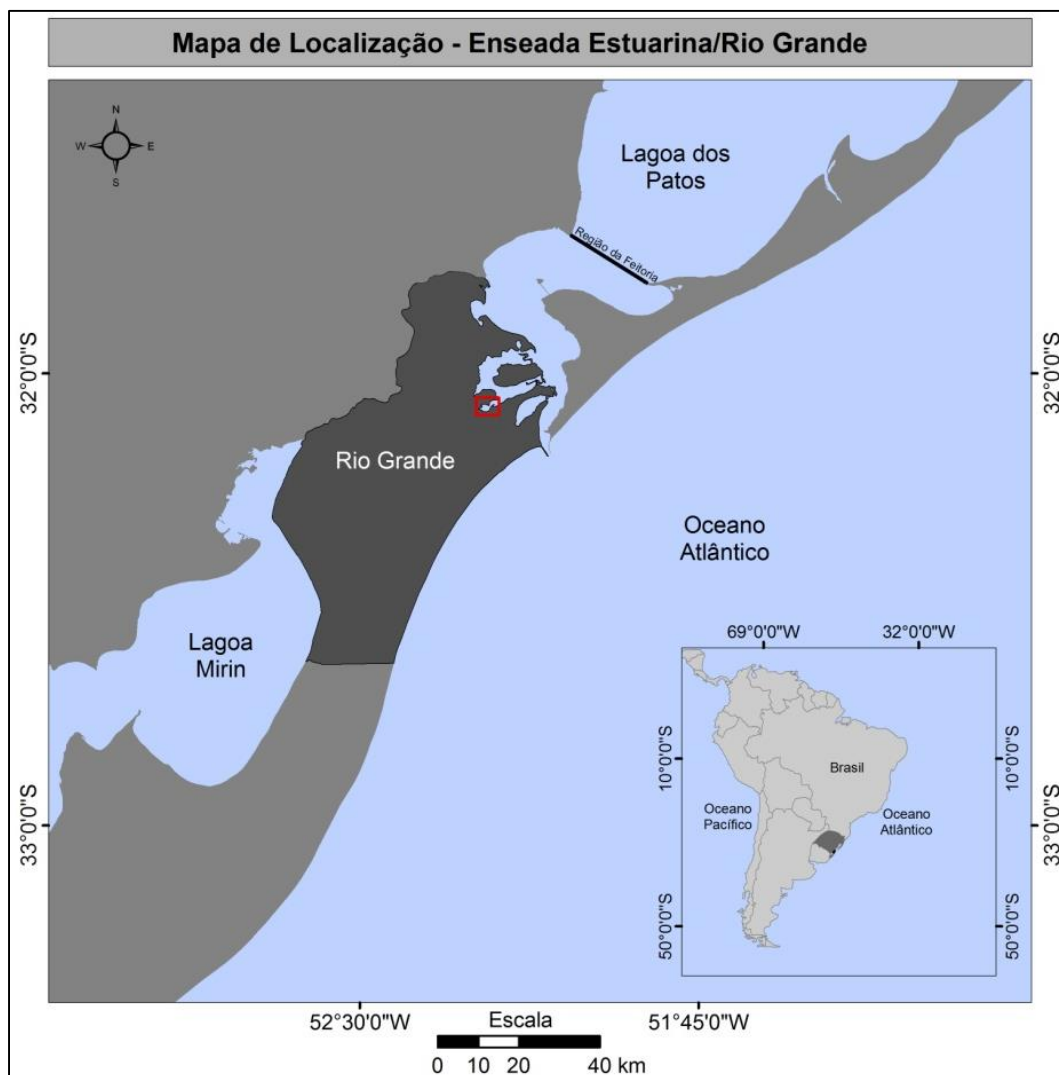 Mapa de Localização - Enseada Estuarina/Rio Grande
N
W E
S
Lagoa dos
Patos
Região da Feitoria
32°0'0"S
32°0'0"S
Rio Grande
Oceano
Atlântico
Lagoa
Mirin
69°0'0"W 32°0'0"W
10°0'0"S
10°0'0"S
Brasil
Oceano
Pacífico
Oceano
Atlântico
50°0'0"S
50°0'0"S
33°0'0"S
33°0'0"S
52°30'0"W
51°45'0"W
Escala
0 10 20 40 km